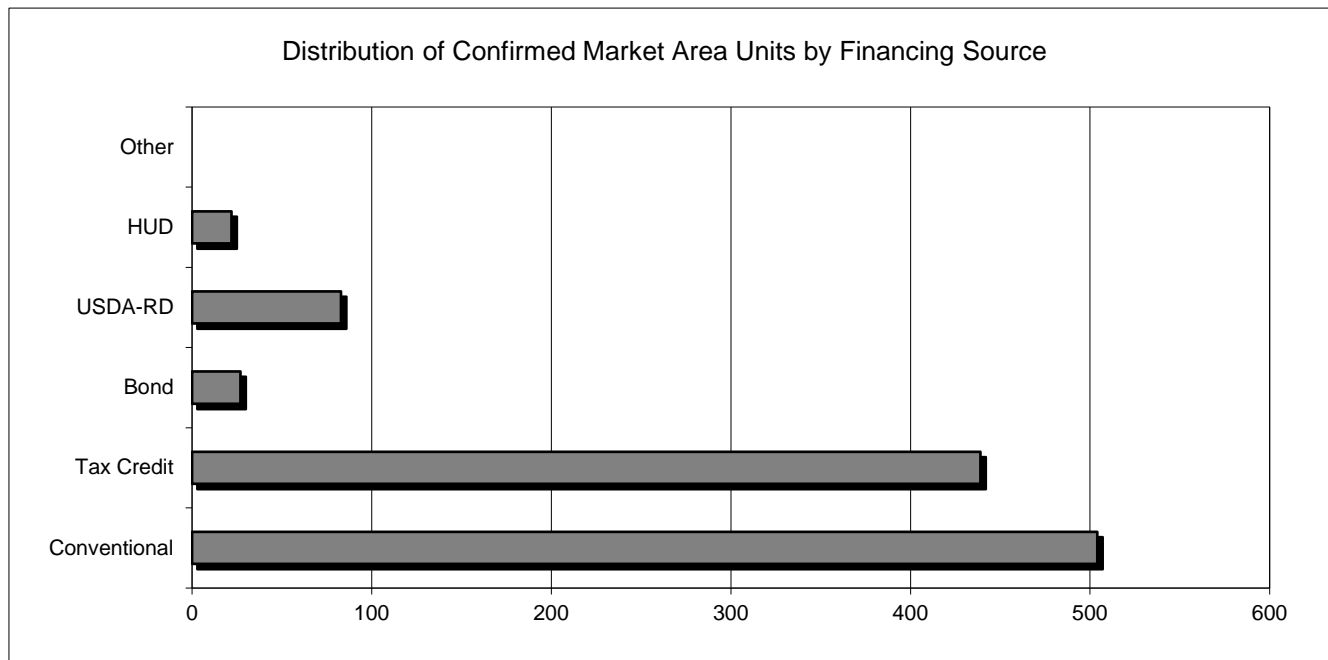 Distribution of Confirmed Market Area Units by Financing Source
Other
HUD
USDA-RD
Bond
Tax Credit
Conventional
0 100 200 300 400 500 600